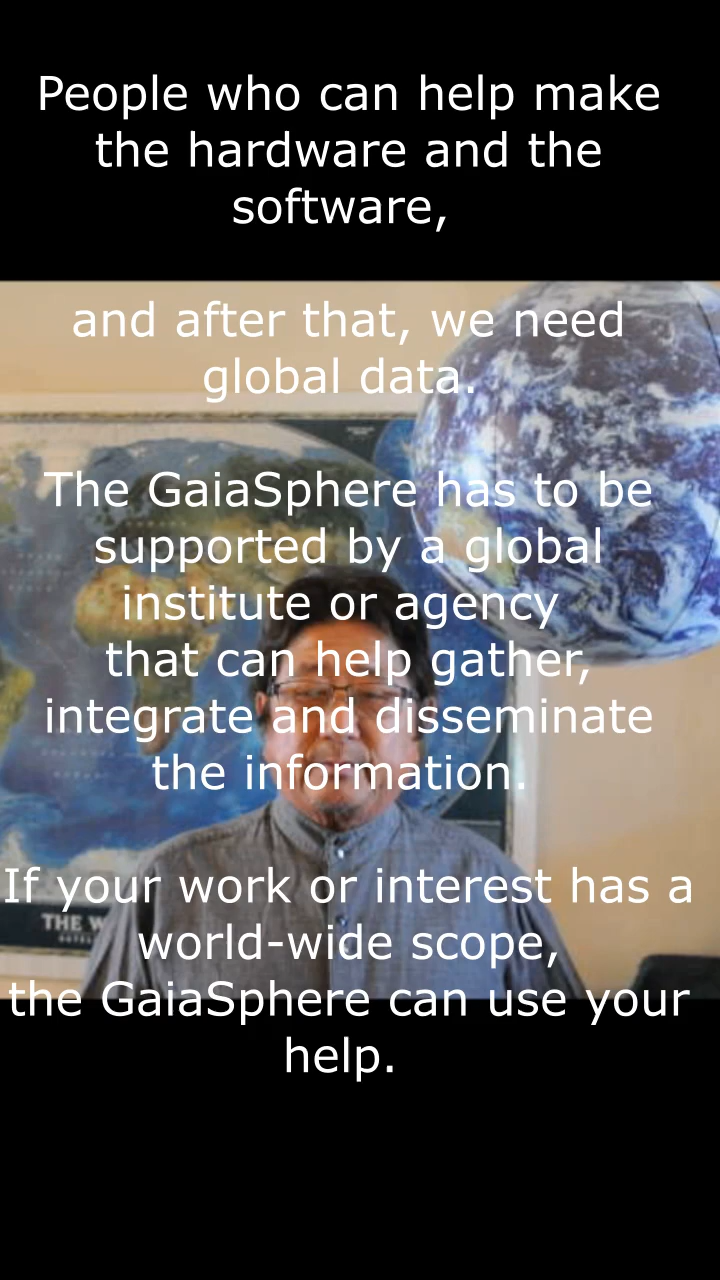 People who can help make
the hardware and the
software,
and after that, we need
global data.
The GaiaSphere has to be
supported by a global
institute or agency
that can help gather,
integrate and disseminate
the information.
If your work or interest has a
world-wide scope,
the GaiaSphere can use your
help.
THE W